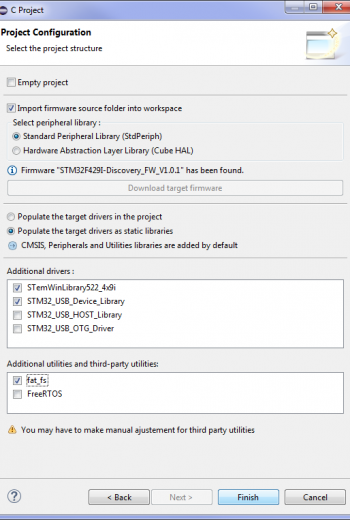 C Project
Project Configuration
Select the project structure
Empty project
Import firmware source folder into workspace
Select peripheral library :
Standard Peripheral Library (StdPeriph)
Hardware Abstraction Layer Library (Cube HAL)
Firmware "STM32F429I-Discovery_FW_V1.0.1" has been found.
Download target firmware
Populate the target drivers in the project
Populate the target drivers as static libraries
CMSIS, Peripherals and Utilities libraries are added by default
Additional drivers :
STemWinLibrary522_4x9i
STM32_USB_Device_Library
STM32_USB_HOST_Library
STM32_USB_OTG_Driver
Additional utilities and third-party utilities:
fat_fs
FreeRTOS
You may have to make manual ajustement for third party utilities
< Back Next > Finish Cancel